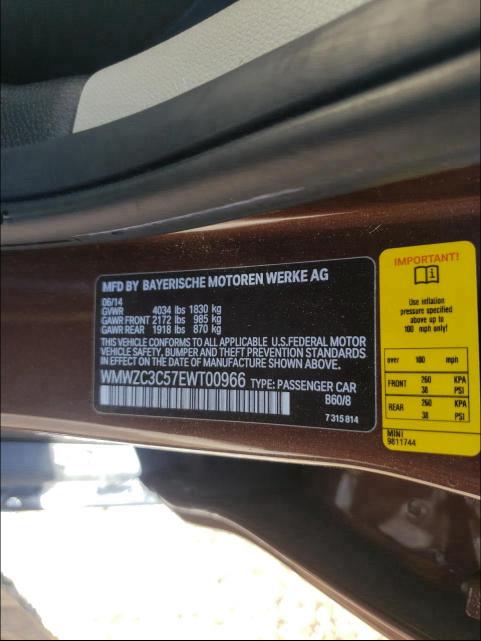 MFD BY BAYERISCHE MOTOREN WERKE AG
06/14
GVWR 4034 lbs 1830 kg
GAWR FRONT 2172 lbs 985 kg
GAWR REAR 1918 lbs 870 kg
THIS VEHICLE CONFORMS TO ALL APPLICABLE U.S.FEDERAL MOTOR
VEHICLE SAFETY, BUMPER, AND THEFT PREVENTION STANDARDS IN
EFFECT ON THE DATE OF MANUFACTURE SHOWN ABOVE.
WMWZC3C57EWT00966 TYPE: PASSENGER CAR
B60/8
7 315 814
IMPORTANT!
Use inflation
pressure specified
above up to
100 mph only!
over 100 mph
FRONT 260 KPA
38 PSI
REAR 260 KPA
38 PSI
MINI
9811744